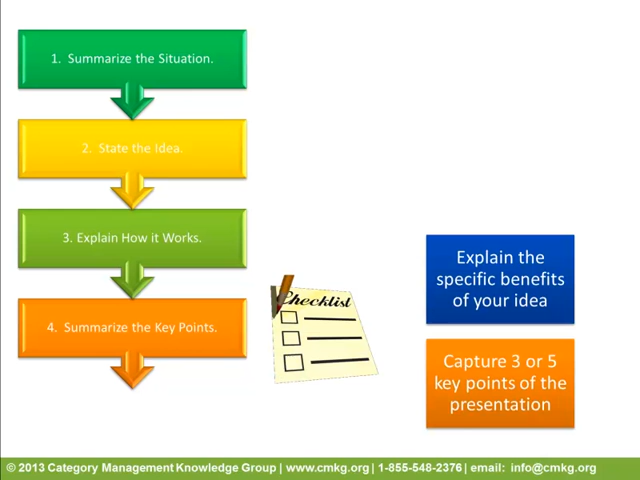 1. Summarize the Situation.
2. State the Idea.
3. Explain How it Works.
4. Summarize the Key Points.
Checklist
Explain the
specific benefits
of your idea
Capture 3 or 5
key points of the
presentation
© 2013 Category Management Knowledge Group | www.cmkg.org | 1-855-548-2376 | email: info@cmkg.org